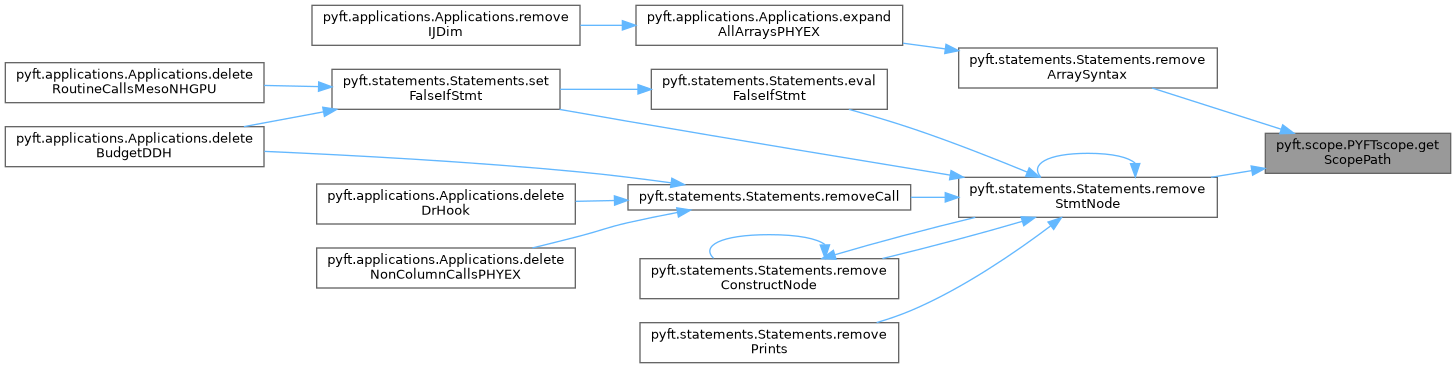 pyft.applications.Applications.remove
IJDim
pyft.applications.Applications.expand
AllArraysPHYEX
pyft.statements.Statements.remove
ArraySyntax
pyft.applications.Applications.delete
RoutineCallsMesoNHGPU
pyft.statements.Statements.set
FalseIfStmt
pyft.statements.Statements.eval
FalseIfStmt
pyft.applications.Applications.delete
BudgetDDH
pyft.scope.PYFTscope.get
ScopePath
pyft.applications.Applications.delete
DrHook
pyft.statements.Statements.removeCall
pyft.statements.Statements.remove
StmtNode
pyft.applications.Applications.delete
NonColumnCallsPHYEX
pyft.statements.Statements.remove
ConstructNode
pyft.statements.Statements.remove
Prints